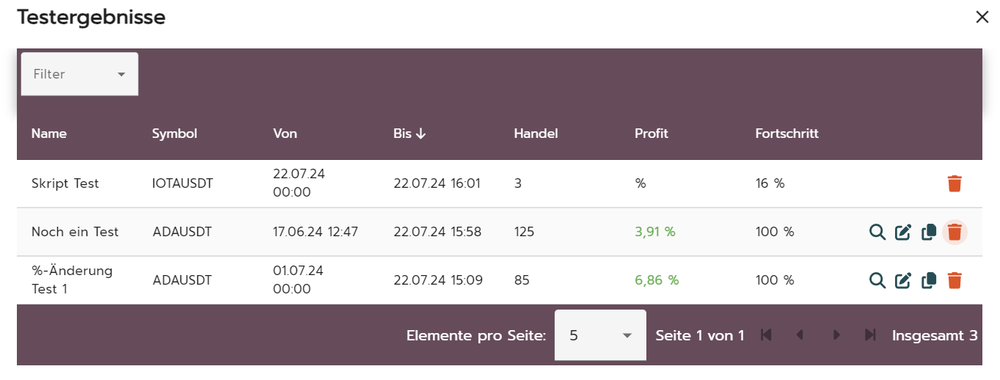 Testergebnisse
Filter
Name Symbol Von Bis Handel Profit Fortschritt
Skript Test IOTAUSDT 22.07.24 00:00 22.07.24 16:01 3 % 16 %
Noch ein Test ADAUSDT 17.06.24 12:47 22.07.24 15:58 125 3,91 % 100 %
%-Änderung Test 1 ADAUSDT 01.07.24 00:00 22.07.24 15:09 85 6,86 % 100 %
Elemente pro Seite: 5 Seite 1 von 1 Insgesamt 3